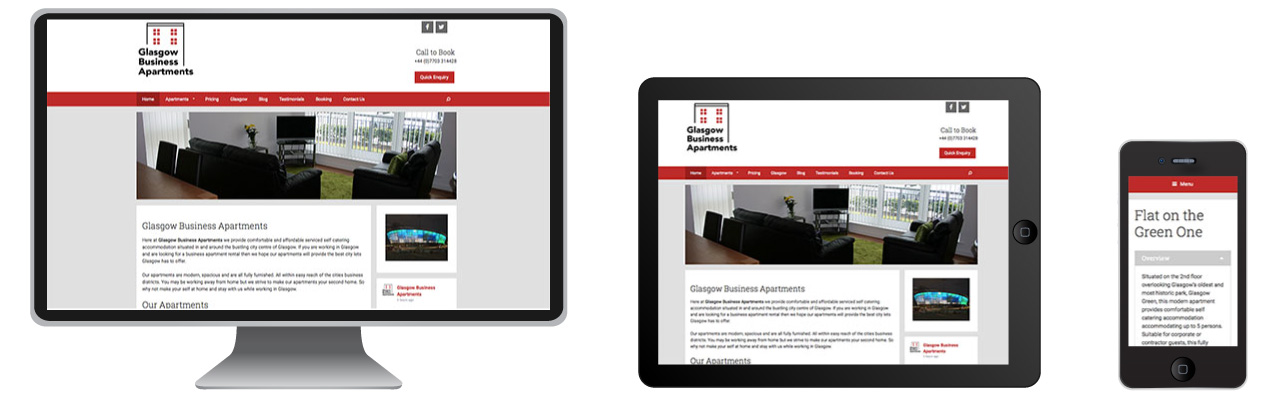 Glasgow
Business
Apartments
Call to Book
+44 (0)7703 314428
Quick Enquiry
Home Apartments Pricing Glasgow Blog Testimonials Booking Contact Us
Glasgow Business Apartments
Here at Glasgow Business Apartments we provide comfortable and affordable serviced self catering
accommodation situated in and around the bustling city centre of Glasgow. If you are working in Glasgow
and are looking for a business apartment rental then we hope our apartments will provide the best city lets
Glasgow has to offer.
Our apartments are modern, spacious and are all fully furnished. All within easy reach of the cities business
districts. You may be working away from home but we strive to make our apartments your second home. So
why not make your self at home and stay with us while working in Glasgow.
Our Apartments
Glasgow Business
Apartments
Glasgow
Business
Apartments
Call to Book
+44 (0)7703 314428
Quick Enquiry
Home Apartments Pricing Glasgow Blog Testimonials Booking Contact Us
Glasgow Business Apartments
Here at Glasgow Business Apartments we provide comfortable and affordable serviced self catering
accommodation situated in and around the bustling city centre of Glasgow. If you are working in Glasgow
and are looking for a business apartment rental then we hope our apartments will provide the best city lets
Glasgow has to offer.
Our apartments are modern, spacious and are all fully furnished. All within easy reach of the cities business
districts. You may be working away from home but we strive to make our apartments your second home. So
why not make your self at home and stay with us while working in Glasgow.
Our Apartments
Glasgow Business
Apartments
Menu
Flat on the
Green One
Overview
Situated on the 2nd floor
overlooking Glasgow's oldest and
most historic park, Glasgow
Green, this modern apartment
provides comfortable self
catering accommodation
accommodating up to 5 persons.
Suitable for corporate or
contractor guests, this fully